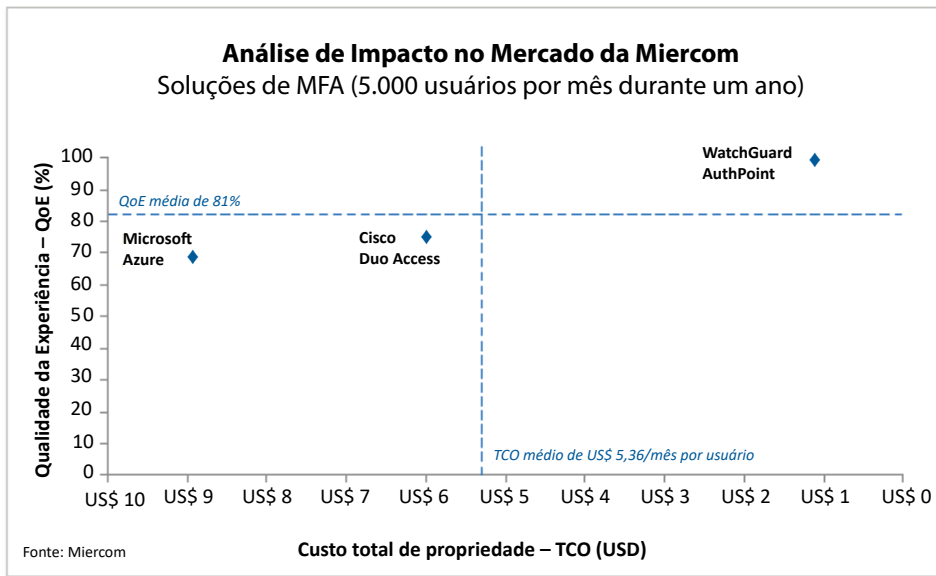 Análise de Impacto no Mercado da Miercom
Soluções de MFA (5.000 usuários por mês durante um ano)
Qualidade da Experiência – QoE (%)
100
90
80
70
60
50
40
30
20
10
0
QoE média de 81%
WatchGuard
AuthPoint
Microsoft
Azure
Cisco
Duo Access
TCO médio de US$ 5,36/mês por usuário
US$ 10 US$ 9 US$ 8 US$ 7 US$ 6 US$ 5 US$ 4 US$ 3 US$ 2 US$ 1 US$ 0
Fonte: Miercom
Custo total de propriedade – TCO (USD)